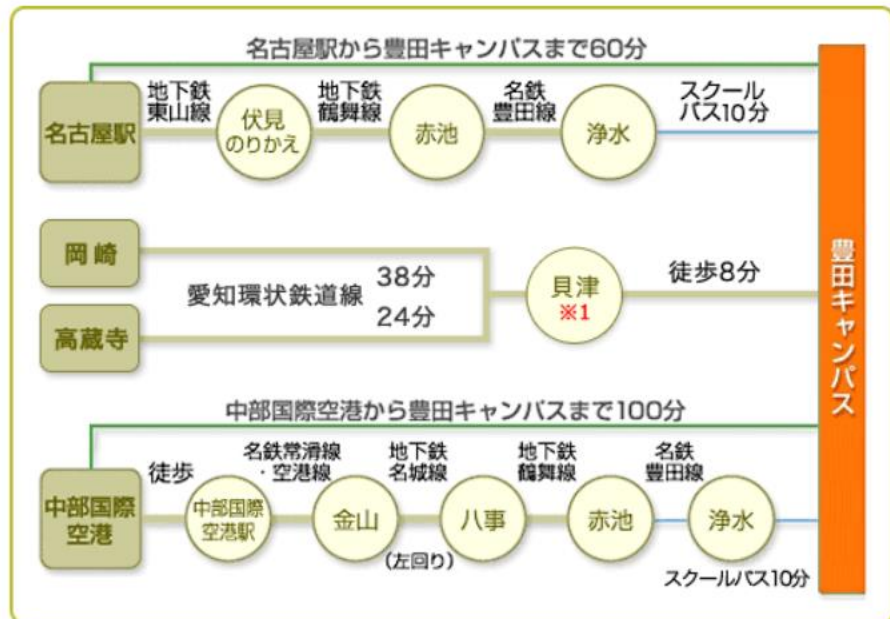 名古屋駅から豊田キャンパスまで60分
名古屋駅
地下鉄
東山線
伏見
のりかえ
地下鉄
鶴舞線
赤池
名鉄
豊田線
浄水
スクール
バス10分
岡崎
高蔵寺
愛知環状鉄道線
38分
24分
貝津
※1
徒歩8分
豊田キャンパス
中部国際空港から豊田キャンパスまで100分
中部国際
空港
徒歩
中部国際
空港駅
名鉄常滑線
・空港線
金山
地下鉄
名城線
(左回り)
八事
地下鉄
鶴舞線
赤池
名鉄
豊田線
浄水
スクールバス10分